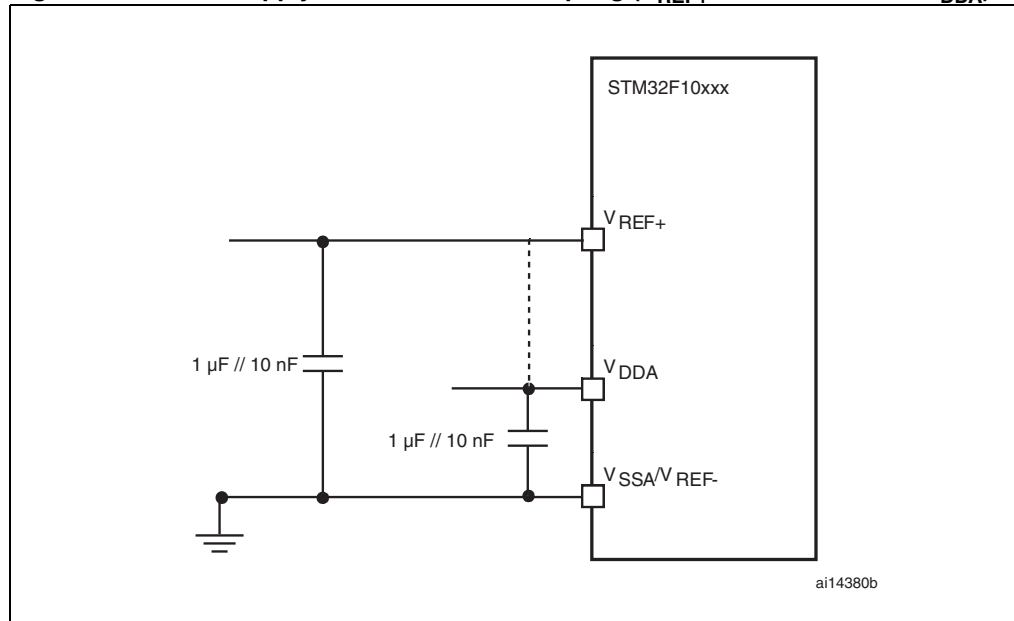 STM32F10xxx
VREF+
1 µF // 10 nF
VDDA
1 µF // 10 nF
VSSA/VREF-
ai14380b